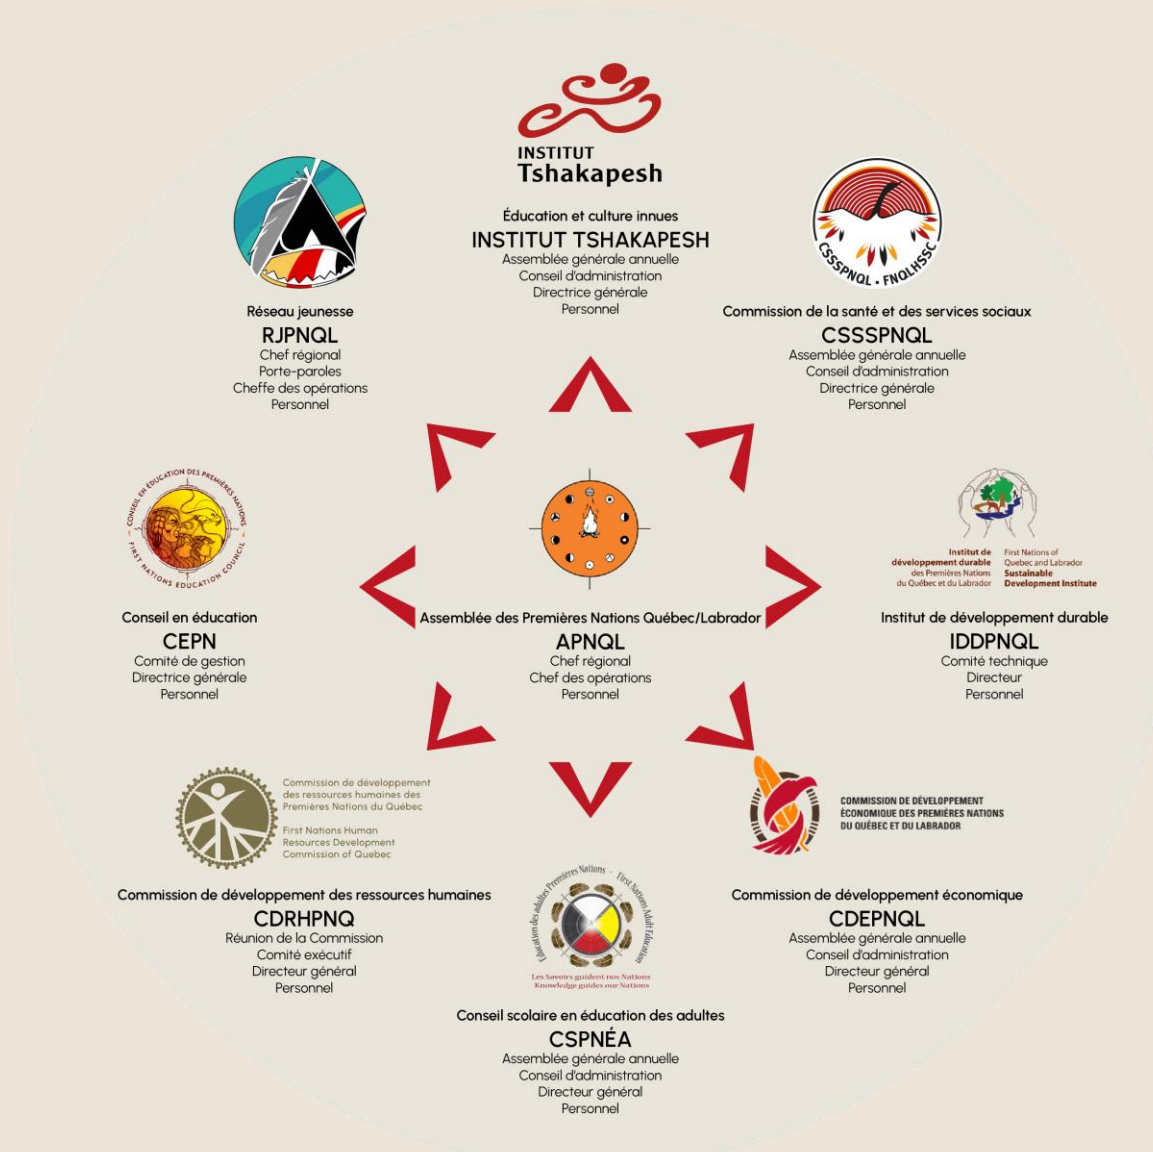 INSTITUT
Tshakapesh
Éducation et culture innues
INSTITUT TSHAKAPESH
Assemblée générale annuelle
Conseil d'administration
Directrice générale
Personnel
Réseau jeunesse
RJPNQL
Chef régional
Porte-paroles
Cheffe des opérations
Personnel
CSSSPNQL • FNQLHSSC
Commission de la santé et des services sociaux
CSSSPNQL
Assemblée générale annuelle
Conseil d'administration
Directrice générale
Personnel
CONSEIL EN ÉDUCATION DES PREMIÈRES NATIONS
FIRST NATIONS EDUCATION COUNCIL
Conseil en éducation
CEPN
Comité de gestion
Directrice générale
Personnel
Assemblée des Premières Nations Québec/Labrador
APNQL
Chef régional
Chef des opérations
Personnel
Institut de
développement durable
des Premières Nations
du Québec et du Labrador
First Nations of
Quebec and Labrador
Sustainable
Development Institute
Institut de développement durable
IDDPNQL
Comité technique
Directeur
Personnel
Commission de développement
des ressources humaines des
Premières Nations du Québec
First Nations Human
Resources Development
Commission of Quebec
Commission de développement des ressources humaines
CDRHPNQ
Réunion de la Commission
Comité exécutif
Directeur général
Personnel
Éducation des adultes Premières Nations - First Nations Adult Education
Les Savoirs guident nos Nations
Knowledge guides our Nations
Conseil scolaire en éducation des adultes
CSPNÉA
Assemblée générale annuelle
Conseil d'administration
Directeur général
Personnel
COMMISSION DE DÉVELOPPEMENT
ÉCONOMIQUE DES PREMIÈRES NATIONS
DU QUÉBEC ET DU LABRADOR
Commission de développement économique
CDEPNQL
Assemblée générale annuelle
Conseil d'administration
Directeur général
Personnel